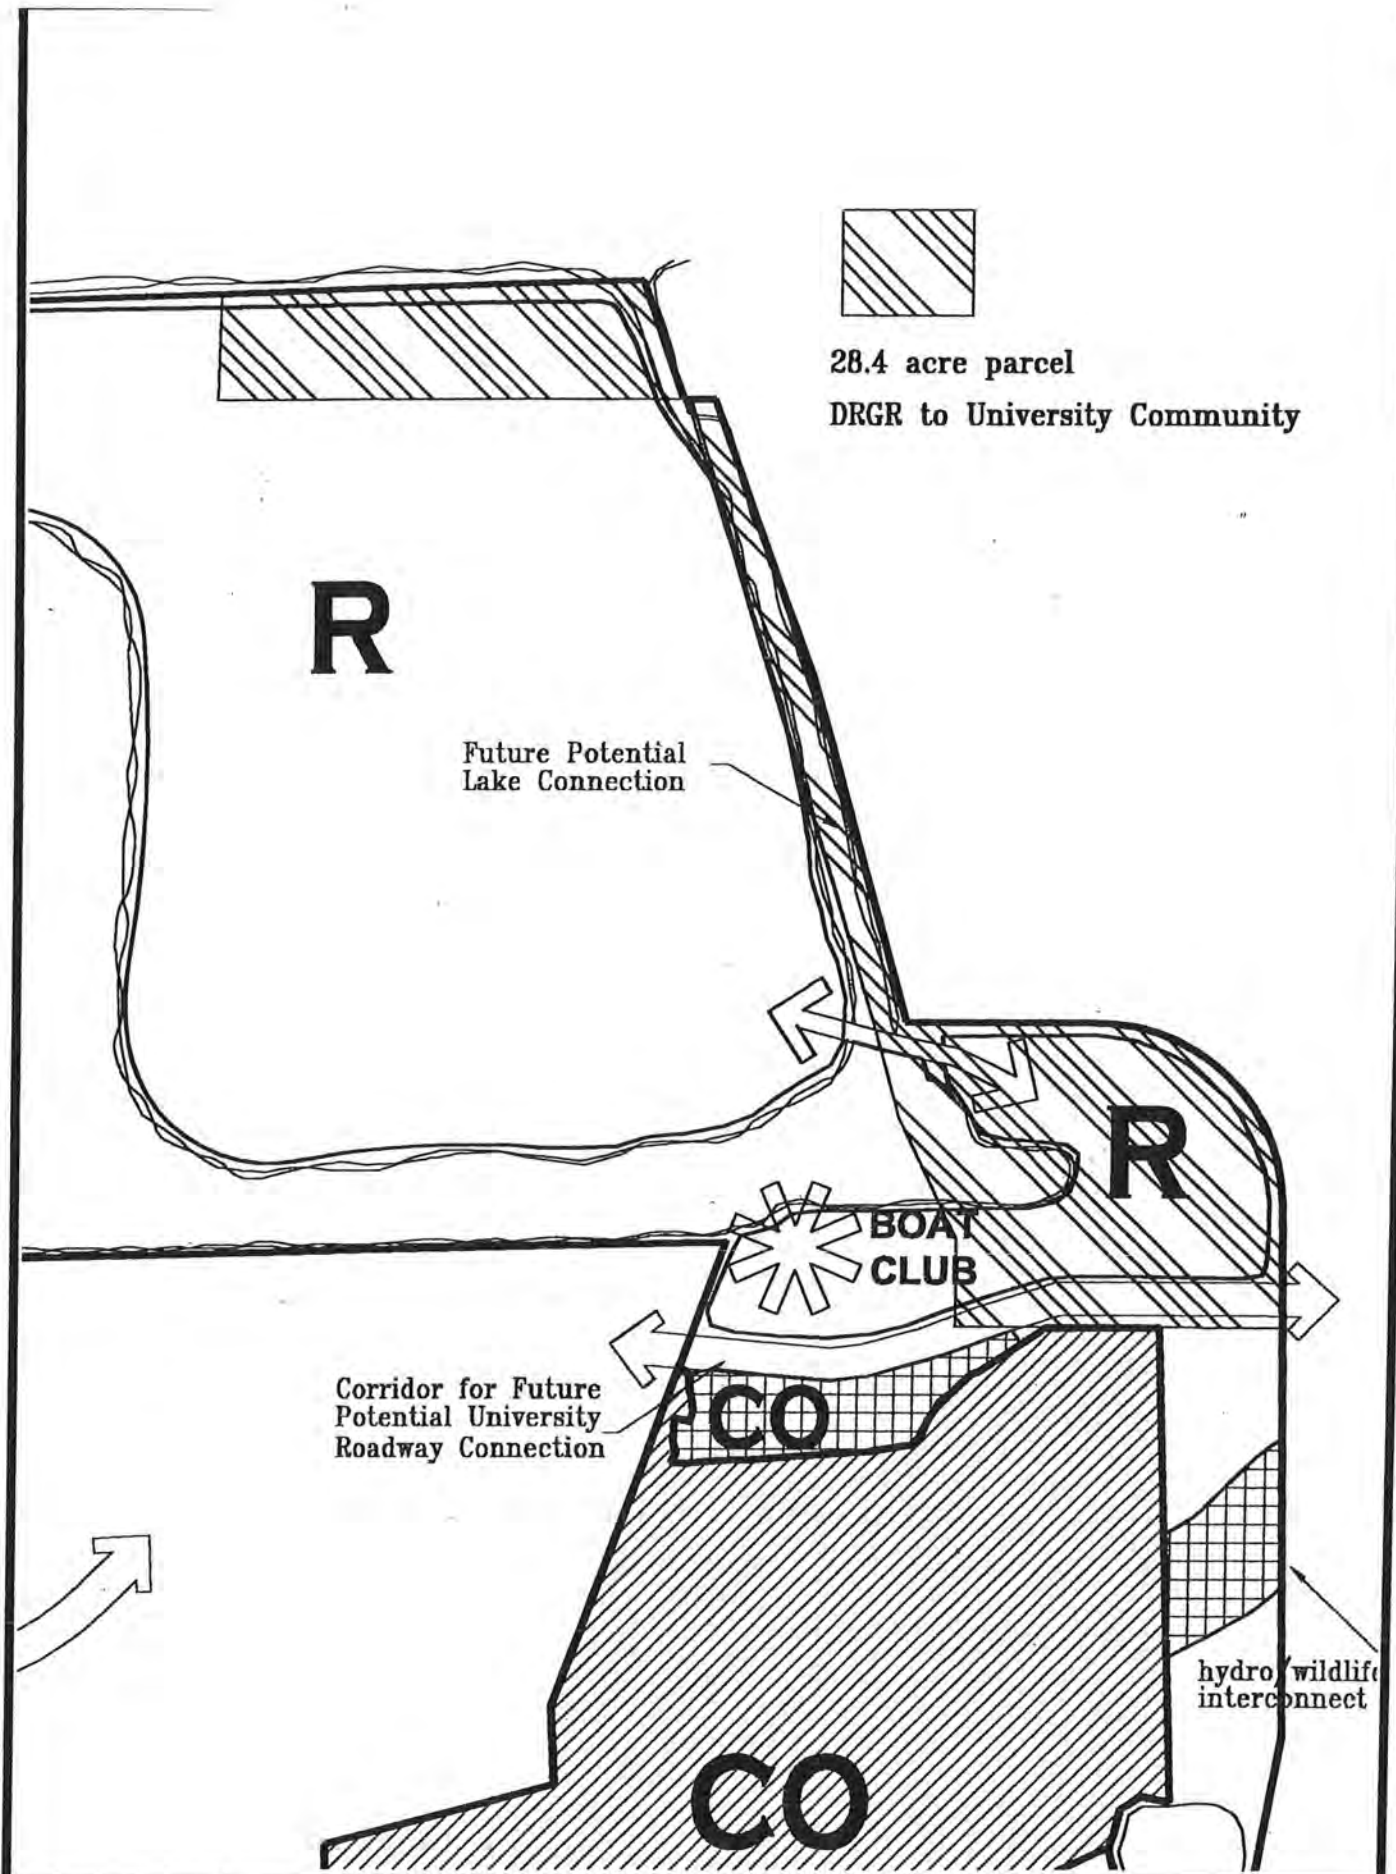 28.4 acre parcel
DRGR to University Community
R
Future Potential
Lake Connection
R
BOAT
CLUB
Corridor for Future
Potential University
Roadway Connection
CO
hydro/wildlife
interconnect
CO